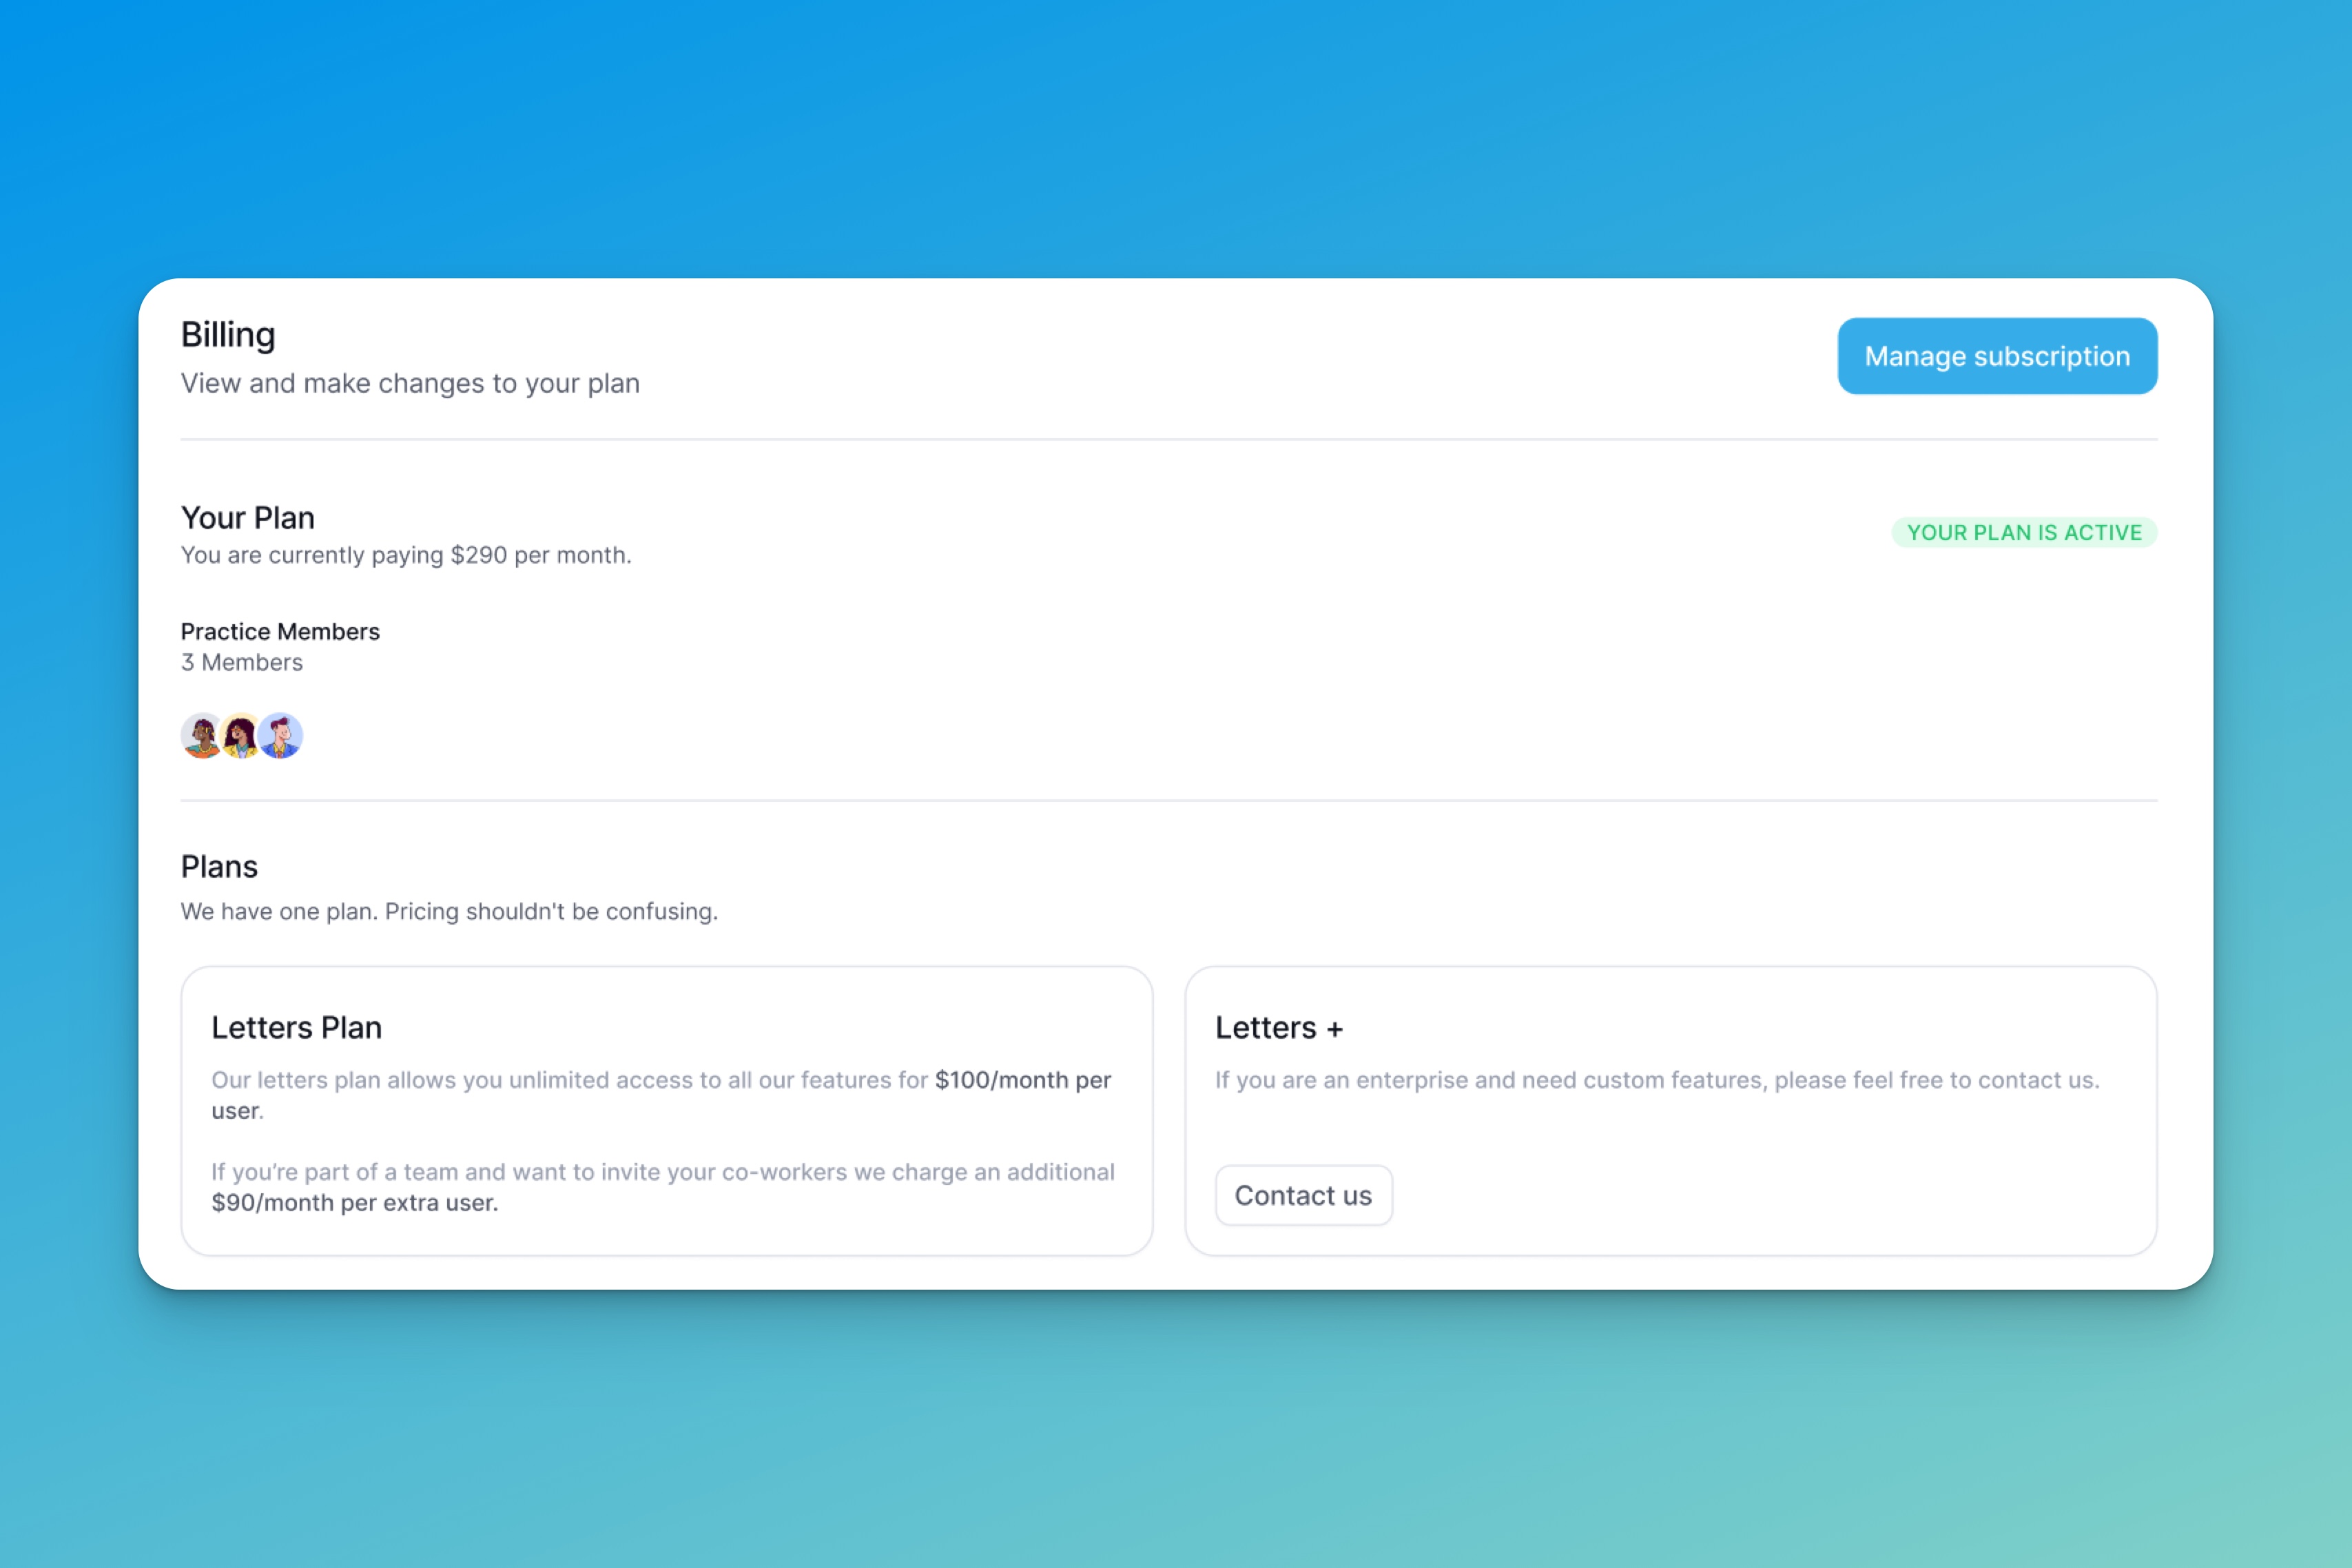 Billing
Manage subscription
View and make changes to your plan
Your Plan
YOUR PLAN IS ACTIVE
You are currently paying $290 per month.
Practice Members
3 Members
Plans
We have one plan. Pricing shouldn't be confusing.
Letters Plan
Our letters plan allows you unlimited access to all our features for $100/month per
user.
If you’re part of a team and want to invite your co-workers we charge an additional
$90/month per extra user.
Letters +
If you are an enterprise and need custom features, please feel free to contact us.
Contact us